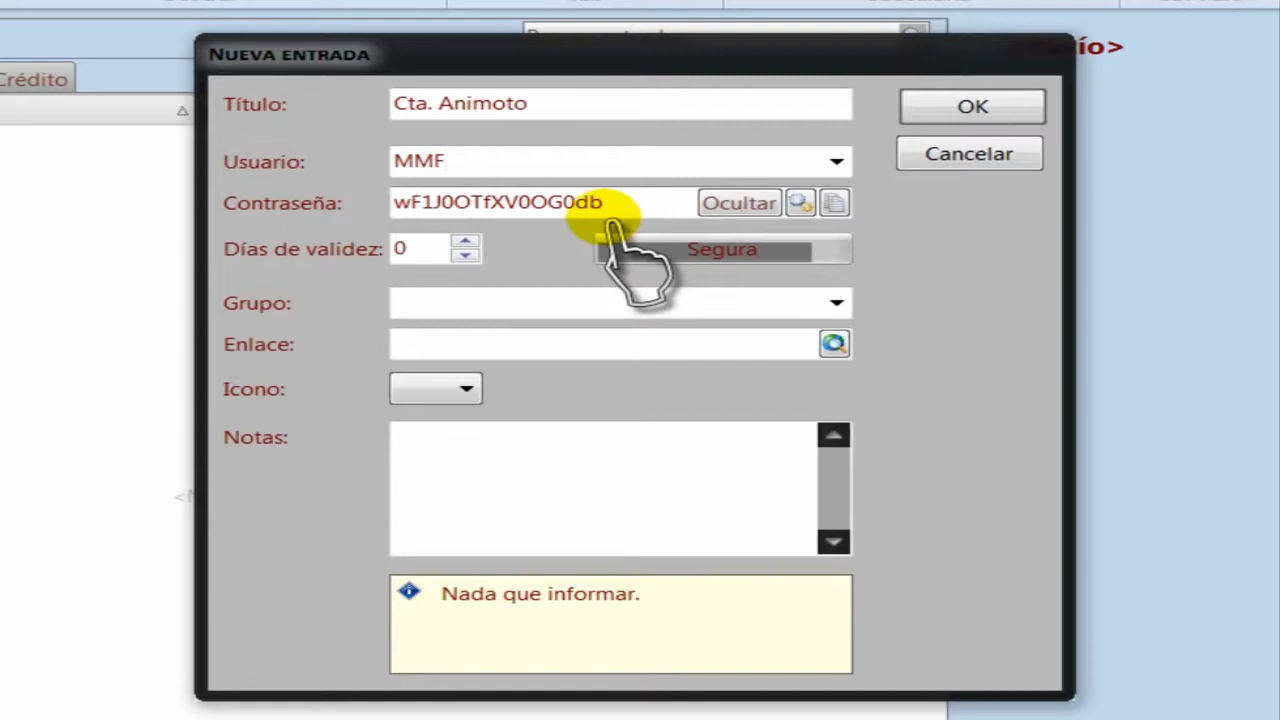 ío>
NUEVA ENTRADA
Crédito
Título: Cta. Animoto OK
Usuario: MMF Cancelar
Contraseña: wF1J0OTfXV0OG0db Ocultar
Días de validez: 0 Segura
Grupo:
Enlace:
Icono:
Notas:
Nada que informar.